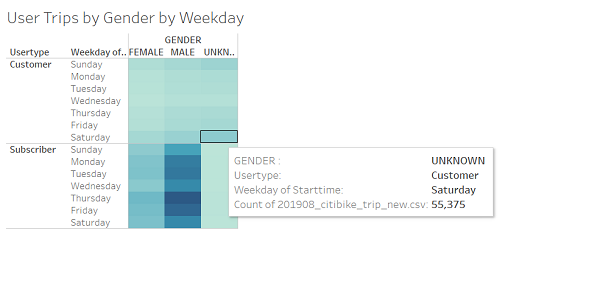 User Trips by Gender by Weekday
GENDER
Usertype Weekday of.. FEMALE MALE UNKN..
Customer Sunday
Monday
Tuesday
Wednesday
Thursday
Friday
Saturday
Subscriber Sunday
Monday
Tuesday
Wednesday
Thursday
Friday
Saturday
GENDER : UNKNOWN
Usertype: Customer
Weekday of Starttime: Saturday
Count of 201908_citibike_trip_new.csv: 55,375